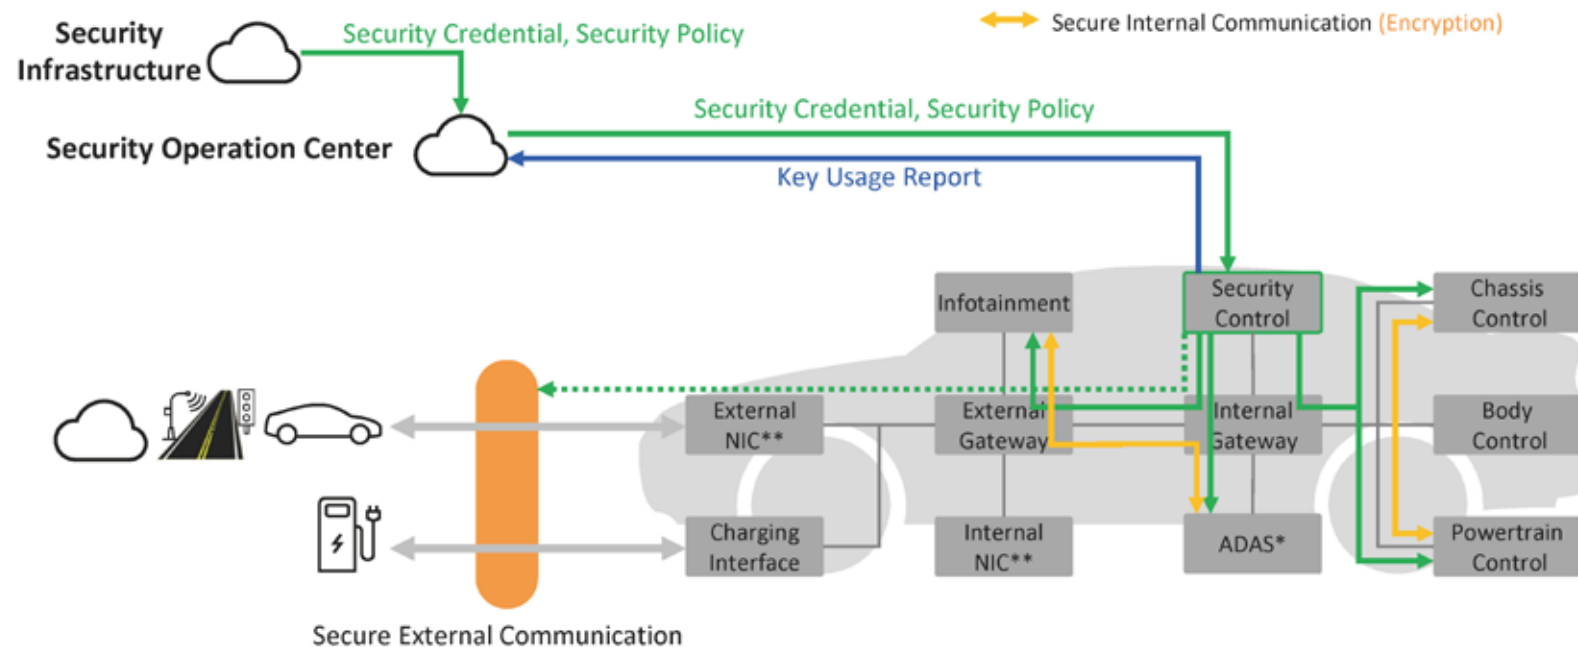 Security
Infrastructure
Security Credential, Security Policy
Secure Internal Communication (Encryption)
Security Operation Center
Security Credential, Security Policy
Key Usage Report
Infotainment
Security
Control
Chassis
Control
External
NIC**
External
Gateway
Internal
Gateway
Body
Control
Charging
Interface
Internal
NIC**
ADAS*
Powertrain
Control
Secure External Communication